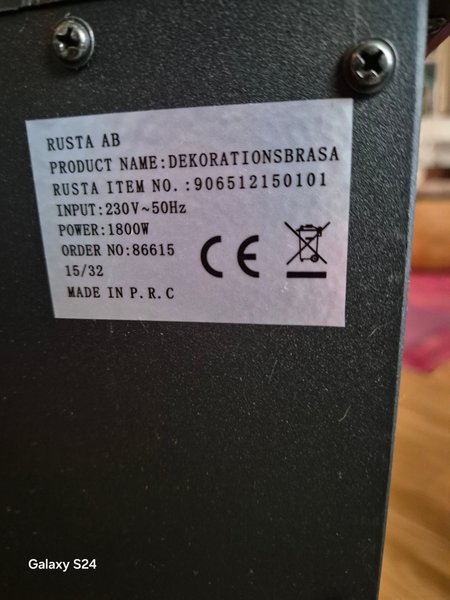 RUSTA AB
PRODUCT NAME:DEKORATIONSBRASA
RUSTA ITEM NO.:906512150101
INPUT:230V~50Hz
POWER:1800W
ORDER NO:86615
15/32
MADE IN P.R.C
CE
Galaxy S24